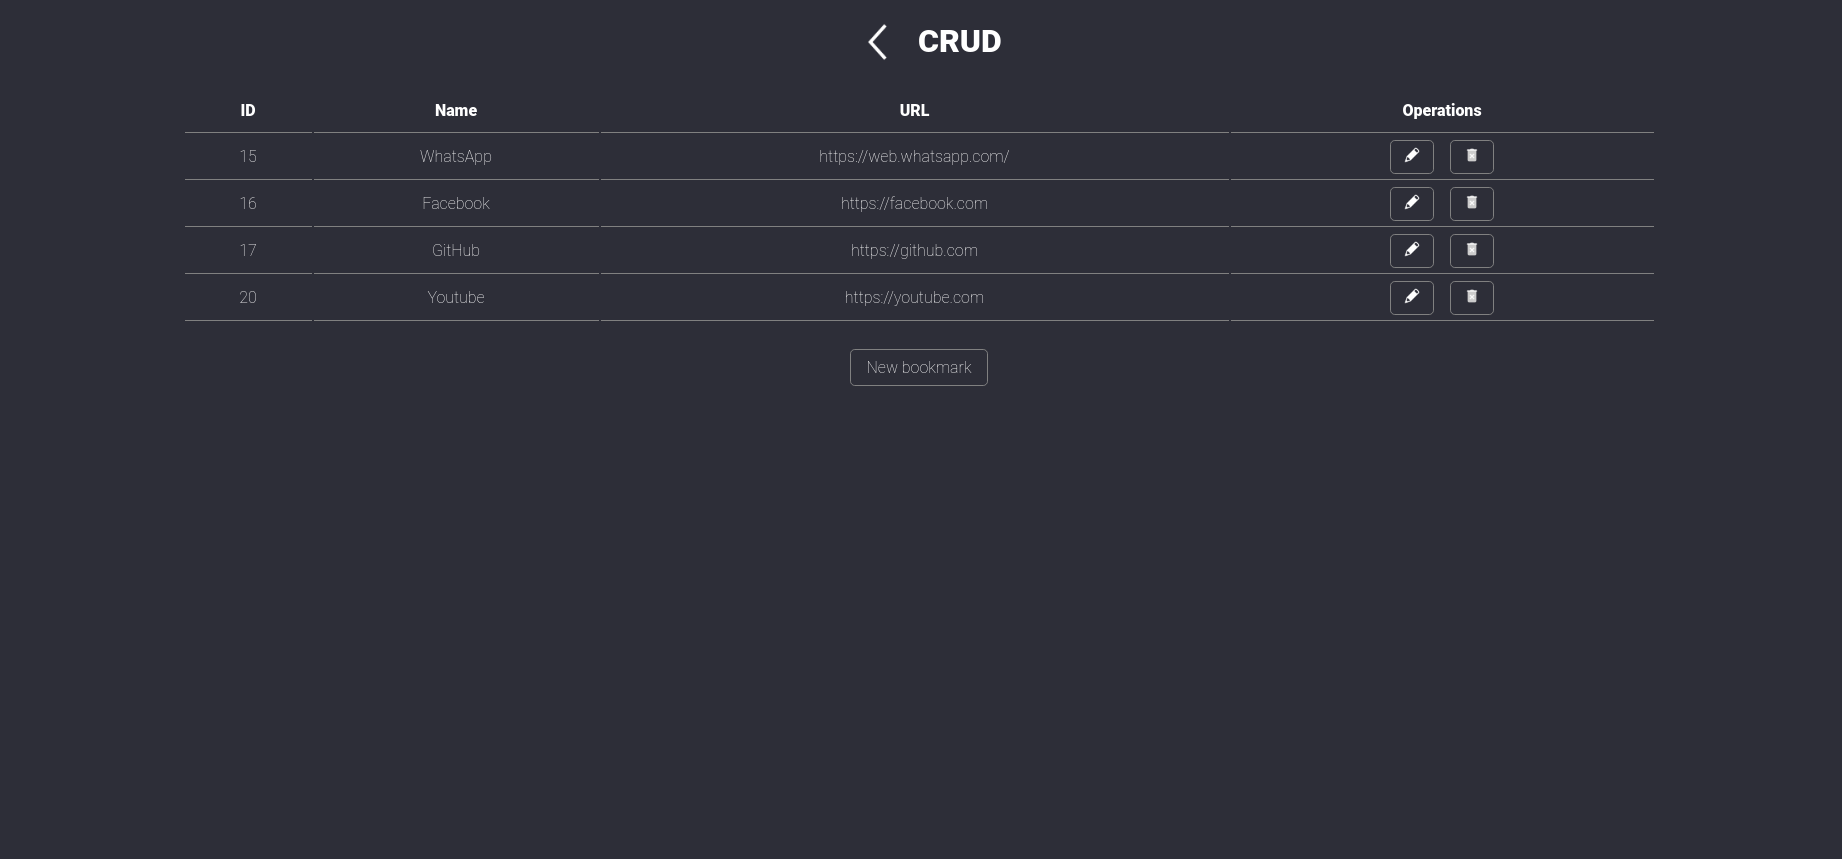 CRUD
ID Name URL Operations
15 WhatsApp https://web.whatsapp.com/
16 Facebook https://facebook.com
17 GitHub https://github.com
20 Youtube https://youtube.com
New bookmark